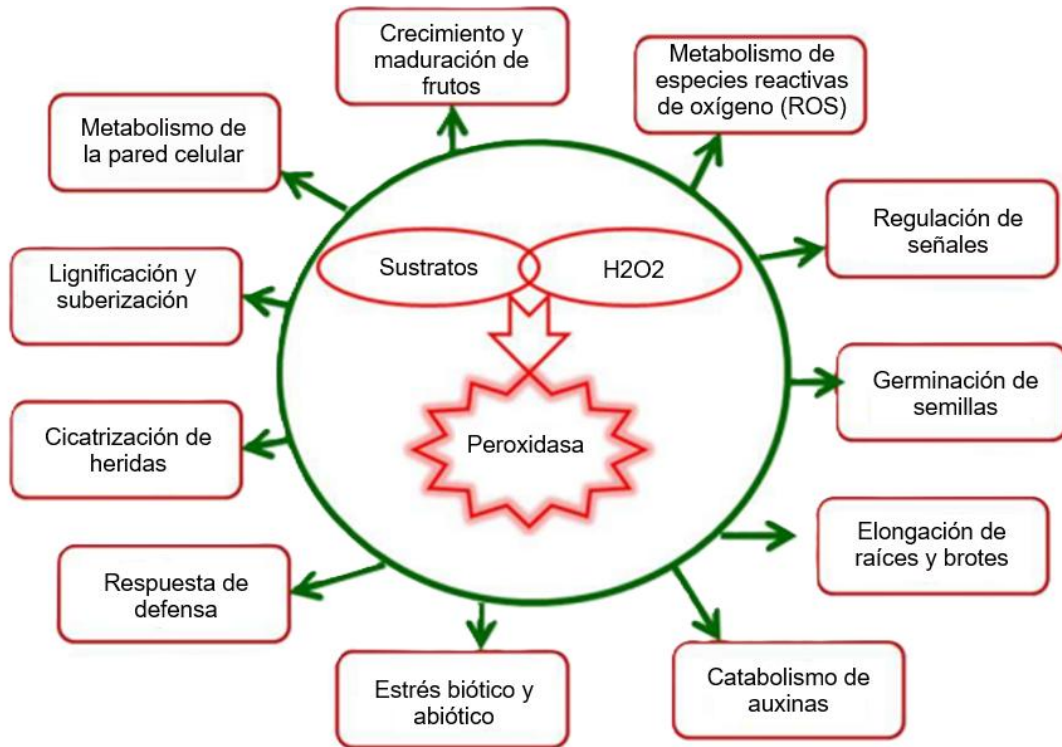 Crecimiento y
maduración de
frutos
Metabolismo de
especies reactivas
de oxígeno (ROS)
Metabolismo de
la pared celular
Regulación de
señales
Sustratos
H2O2
Lignificación y
suberización
Germinación de
semillas
Peroxidasa
Cicatrización de
heridas
Elongación de
raíces y brotes
Respuesta de
defensa
Estrés biótico y
abiótico
Catabolismo de
auxinas